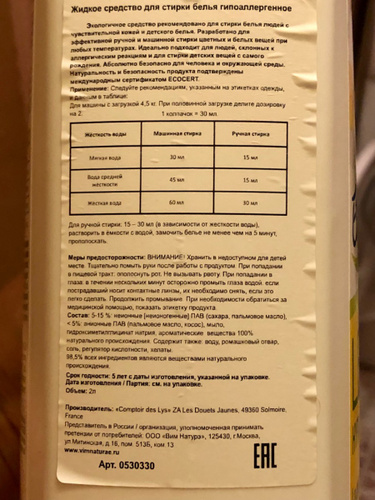 Жидкое средство для стирки белья гипоаллергенное
Экологичное средство рекомендовано для стирки белья людей с
чувствительной кожей и детского белья. Разработано для
эффективной ручной и машинной стирки цветных и белых вещей при
любых температурах. Идеально подходит для людей, склонных к
аллергическим реакциям и для стирки детских вещей с самого
рождения. Абсолютно безопасно для человека и окружающей среды.
Натуральность и безопасность продукта подтверждены
международным сертификатом ECOCERT.
Применение: Следуйте рекомендациям, указанным на этикетках одежды,
и данным в таблице:
Для машины с загрузкой 4,5 кг. При половинной загрузке делите дозировку
на 2. 1 колпачок = 30 мл.
Жёсткость воды Машинная стирка Ручная стирка
Мягкая вода 30 мл 15 мл
Вода средней жёсткости 45 мл 15 мл
Жесткая вода 60 мл 30 мл
Для ручной стирки: 15 – 30 мл (в зависимости от жесткости воды),
растворить в ёмкости с водой, замочить белье не менее чем на 5 минут,
прополоскать.
Меры предосторожности: ВНИМАНИЕ! Хранить в недоступном для детей
месте. Тщательно помыть руки после работы с продуктом. При попадании
в пищевой тракт: ополоснуть рот. Не вызывать рвоту. При попадании в
глаза: в течении нескольких минут осторожно промыть глаза водой. если
пострадавший носит контактные линзы, их необходимо снять, если это
легко сделать. Продолжить промывание. При необходимости обратиться за
медицинской помощью, показать этикетку продукта.
Состав: 5-15 %: неионные (неионогенные) ПАВ (сахара, пальмовое масло),
< 5%: анионные ПАВ (пальмовое масло, кокос), мыло,
гидроксиметилглицинат натрия, ароматические вещества 100%
натурального происхождения. Содержит также: воду, ромашковый отвар,
соль, регулятор кислотности, хелаты.
98,5% всех ингредиентов являются веществами натурального
происхождения.
Срок годности: 5 лет с даты изготовления, указанной на упаковке.
Дата изготовления / Партия: см. на упаковке.
Объем: 2л
Производитель: «Comptoir des Lys» ZA Les Douets Jaunes, 49360 Somloire,
France
Представитель в России / организация, уполномоченная принимать
претензии от потребителей: ООО «Вим Натура», 125430, г.Москва,
ул Митинская, д 16, пом. 513Б, ком. 13
www.vimnaturae.ru
Арт. 0530330
EAC